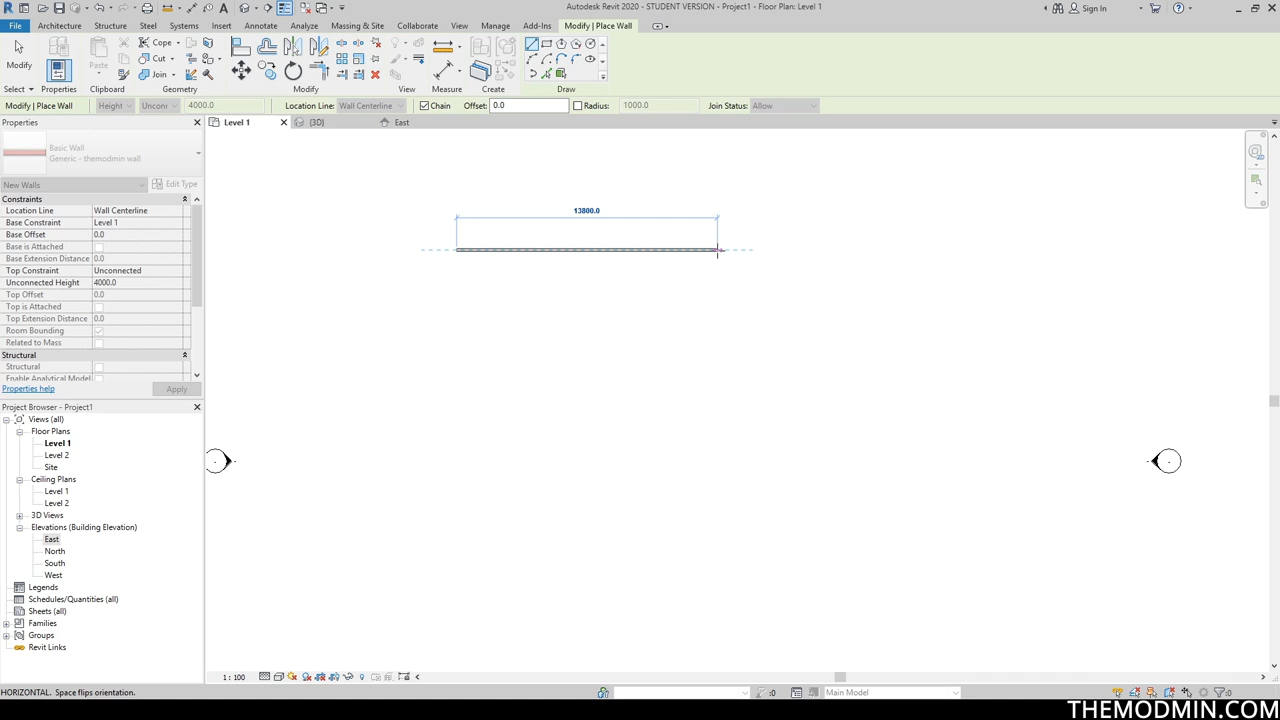 Autodesk Revit 2020 - STUDENT VERSION - Project1 - Floor Plan: Level 1
Sign In
File Architecture Structure Steel Systems Insert Annotate Analyze Massing & Site Collaborate View Manage Add-Ins Modify | Place Wall
Modify
Paste
Cope
Cut
Join
Select Properties Clipboard Geometry Modify View Measure Create Draw
Modify | Place Wall Height Unconr 4000.0 Location Line: Wall Centerline Chain Offset: 0.0 Radius: 1000.0 Join Status: Allow
Properties
Level 1 {3D} East
Basic Wall
Generic - themodmin wall
New Walls Edit Type
Constraints
Location Line Wall Centerline
Base Constraint Level 1
Base Offset 0.0
Base is Attached
Base Extension Distance 0.0
Top Constraint Unconnected
Unconnected Height 4000.0
Top Offset 0.0
Top is Attached
Top Extension Distance 0.0
Room Bounding
Related to Mass
Structural
Structural
Enable Analytical Model
Properties help Apply
13800.0
Project Browser - Project1
Views (all)
Floor Plans
Level 1
Level 2
Site
Ceiling Plans
Level 1
Level 2
3D Views
Elevations (Building Elevation)
East
North
South
West
Legends
Schedules/Quantities (all)
Sheets (all)
Families
Groups
Revit Links
1 : 100
HORIZONTAL. Space flips orientation.
:0 Main Model :0
THEMODMIN.COM